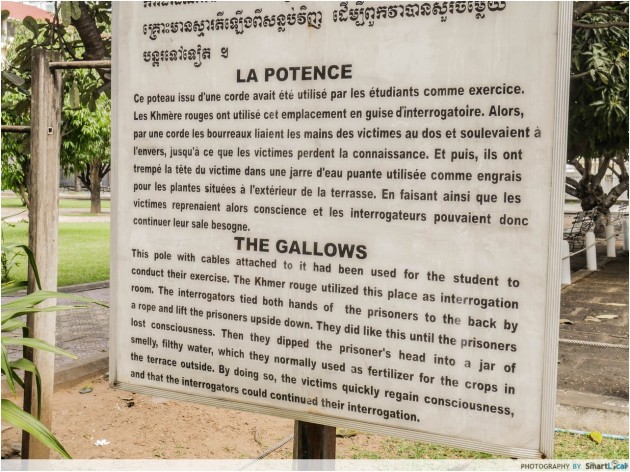 គ្រោះមានស្មារតីឡើងពីសន្លប់វិញ ដើម្បីពួកវាបានសួរចម្លើយ
បន្តរទៅទៀត ។
LA POTENCE
Ce poteau issu d'une corde avait été utilisé par les étudiants comme exercice.
Les Khmère rouges ont utilisé cet emplacement en guise d'interrogatoire. Alors,
par une corde les bourreaux liaient les mains des victimes au dos et soulevaient à
l'envers, jusqu'à ce que les victimes perdent la connaissance. Et puis, ils ont
trempé la tête du victime dans une jarre d'eau puante utilisée comme engrais
pour les plantes situées à l'extérieur de la terrasse. En faisant ainsi que les
victimes reprenaient alors conscience et les interrogateurs pouvaient donc
continuer leur sale besogne.
THE GALLOWS
This pole with cables attached to it had been used for the student to
conduct their exercise. The Khmer rouge utilized this place as interrogation
room. The interrogators tied both hands of the prisoners to the back by
a rope and lift the prisoners upside down. They did like this until the prisoners
lost consciousness. Then they dipped the prisoner's head into a jar of
smelly, filthy water, which they normally used as fertilizer for the crops in
the terrace outside. By doing so, the victims quickly regain consciousness,
and that the interrogators could continued their interrogation.
PHOTOGRAPHY BY SmartLocal